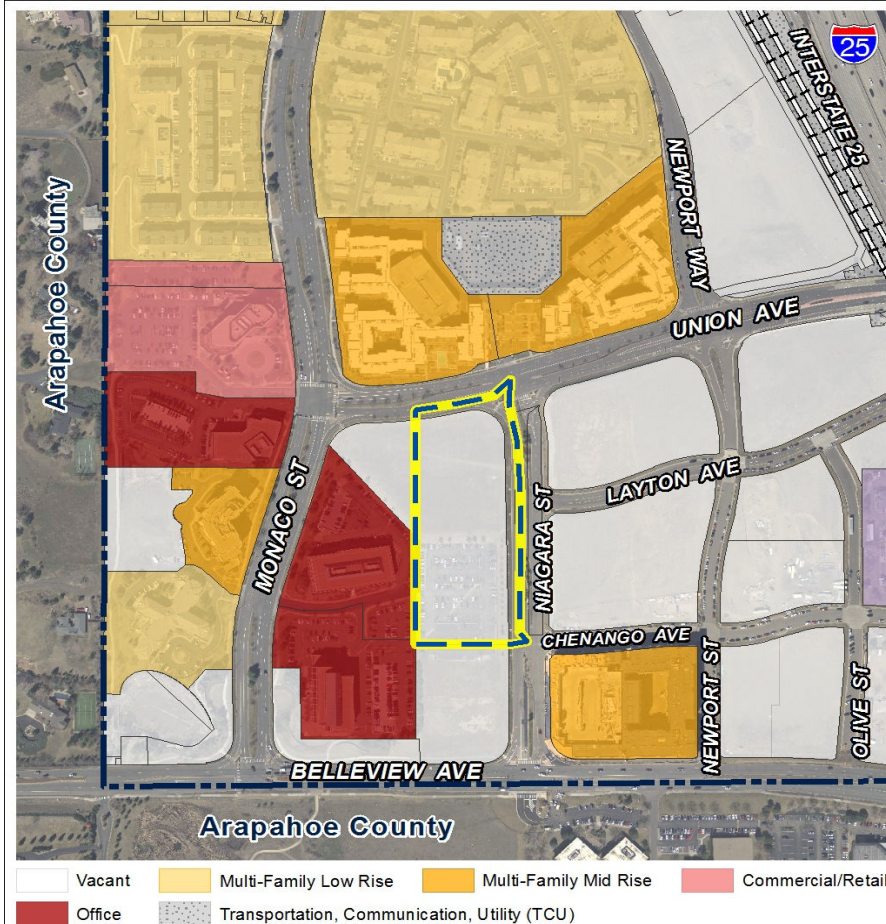 25
INTERSTATE 25
NEWPORT WAY
Arapahoe County
UNION AVE
LAYTON AVE
MONACO ST
NIAGARA ST
CHENANGO AVE
NEWPORT ST
OLIVE ST
BELLEVIEW AVE
Arapahoe County
Vacant
Multi-Family Low Rise
Multi-Family Mid Rise
Commercial/Retail
Office
Transportation, Communication, Utility (TCU)